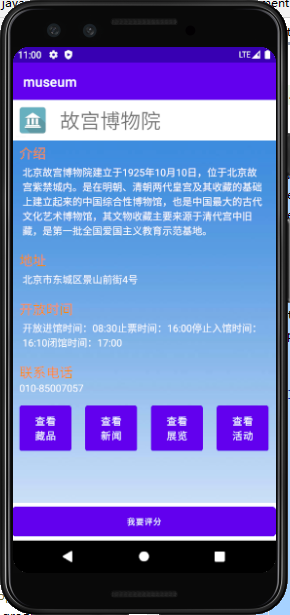 11:00 LTE
museum
故宫博物院
介绍
北京故宫博物院建立于1925年10月10日，位于北京故
宫紫禁城内。是在明朝、清朝两代皇宫及其收藏的基础
上建立起来的中国综合性博物馆，也是中国最大的古代
文化艺术博物馆，其文物收藏主要来源于清代宫中旧
藏，是第一批全国爱国主义教育示范基地。
地址
北京市东城区景山前街4号
开放时间
开放进馆时间：08:30止票时间：16:00停止入馆时间：
16:10闭馆时间：17:00
联系电话
010-85007057
查看
藏品
查看
新闻
查看
展览
查看
活动
我要评分